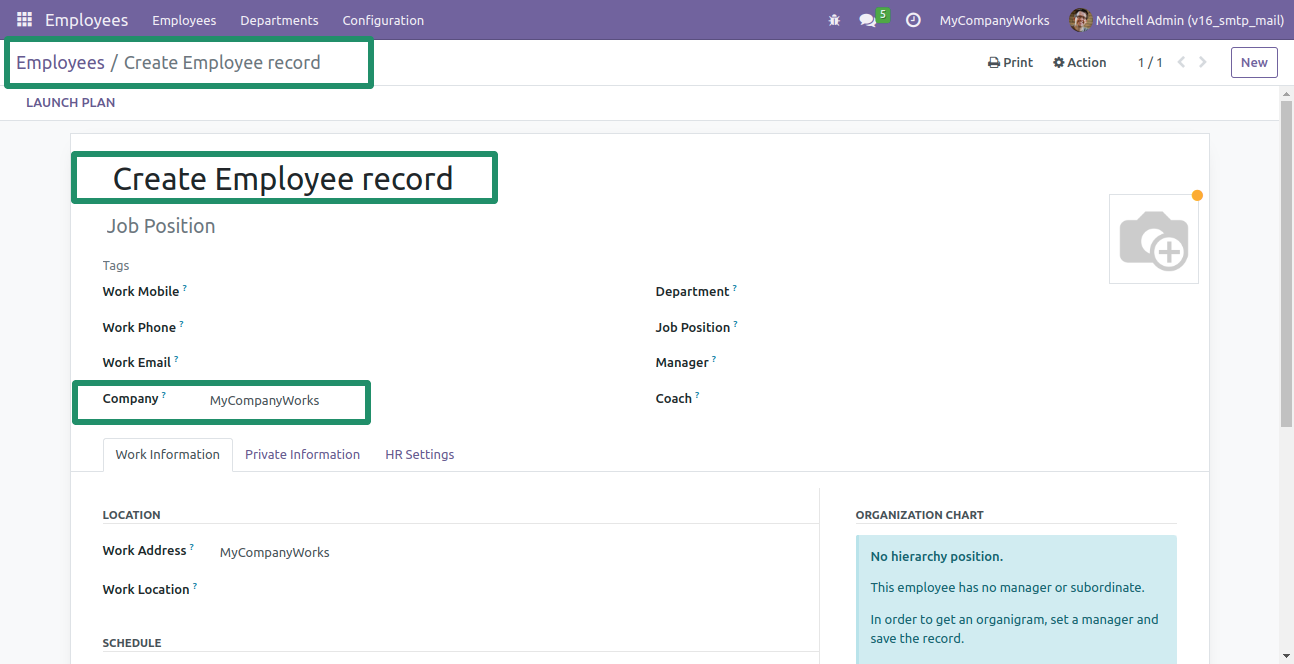 Employees Employees Departments Configuration 5 MyCompanyWorks Mitchell Admin (v16_smtp_mail)
Employees / Create Employee record Print Action 1 / 1 New
LAUNCH PLAN
Create Employee record
Job Position
Tags
Work Mobile ? Department ?
Work Phone ? Job Position ?
Work Email ? Manager ?
Company ? MyCompanyWorks Coach ?
Work Information Private Information HR Settings
LOCATION ORGANIZATION CHART
Work Address ? MyCompanyWorks No hierarchy position.
This employee has no manager or subordinate.
Work Location ? In order to get an organigram, set a manager and
save the record.
SCHEDULE